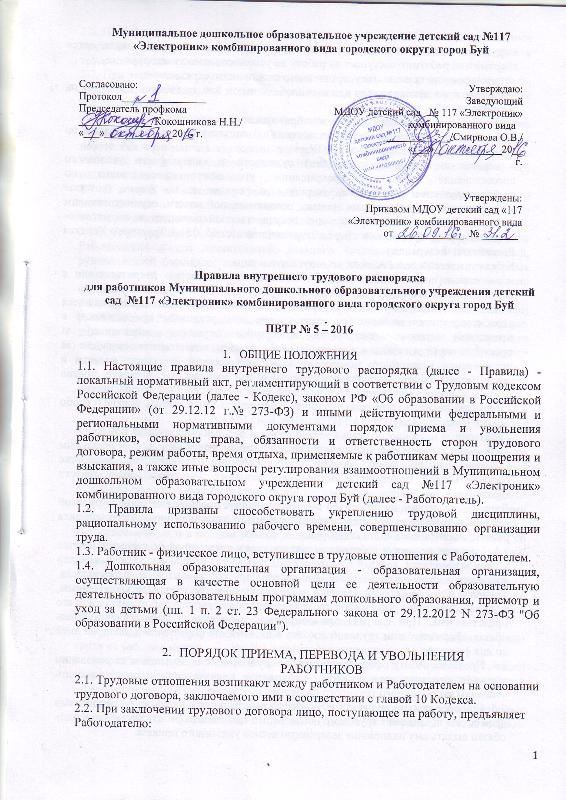 Муниципальное дошкольное образовательное учреждение детский сад №117
«Электроник» комбинированного вида городского округа город Буй
Согласовано:
Протокол № 1
Председатель профкома
/Кокошникова Н.Н./
« 1 » октября 2016 г.
Утверждаю:
Заведующий
МДОУ детский сад № 117 «Электроник»
комбинированного вида
/Смирнова О.В./
« » октября 2016
г.
МДОУ
детский сад №117
"Электроник"
комбинированного
вида
Утверждены:
Приказом МДОУ детский сад «117
«Электроник» комбинированного вида
от 26.09.16г. № 31.2
Правила внутреннего трудового распорядка
для работников Муниципального дошкольного образовательного учреждения детский
сад №117 «Электроник» комбинированного вида городского округа город Буй
ПВТР № 5 – 2016
1. ОБЩИЕ ПОЛОЖЕНИЯ
1.1. Настоящие правила внутреннего трудового распорядка (далее - Правила) -
локальный нормативный акт, регламентирующий в соответствии с Трудовым кодексом
Российской Федерации (далее - Кодекс), законом РФ «Об образовании в Российской
Федерации» (от 29.12.12 г.№ 273-ФЗ) и иными действующими федеральными и
региональными нормативными документами порядок приема и увольнения
работников, основные права, обязанности и ответственность сторон трудового
договора, режим работы, время отдыха, применяемые к работникам меры поощрения и
взыскания, а также иные вопросы регулирования взаимоотношений в Муниципальном
дошкольном образовательном учреждении детский сад №117 «Электроник»
комбинированного вида городского округа город Буй (далее - Работодатель).
1.2. Правила призваны способствовать укреплению трудовой дисциплины,
рациональному использованию рабочего времени, совершенствованию организации
труда.
1.3. Работник - физическое лицо, вступившее в трудовые отношения с Работодателем.
1.4. Дошкольная образовательная организация - образовательная организация,
осуществляющая в качестве основной цели ее деятельности образовательную
деятельность по образовательным программам дошкольного образования, присмотр и
уход за детьми (пп. 1 п. 2 ст. 23 Федерального закона от 29.12.2012 N 273-ФЗ "Об
образовании в Российской Федерации").
2. ПОРЯДОК ПРИЕМА, ПЕРЕВОДА И УВОЛЬНЕНИЯ
РАБОТНИКОВ
2.1. Трудовые отношения возникают между работником и Работодателем на основании
трудового договора, заключаемого ими в соответствии с главой 10 Кодекса.
2.2. При заключении трудового договора лицо, поступающее на работу, предъявляет
Работодателю:
1